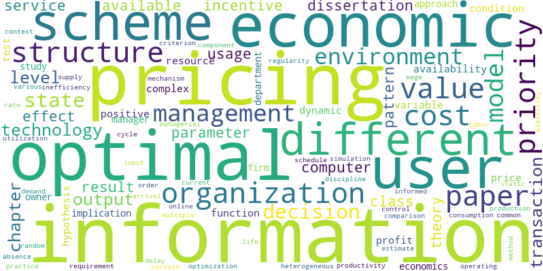 service available incentive dissertation approach condition
context scheme economic
test criterion component usage regularity
structure resource environment availability
study various supply inefficiency mechanism department
level pricing complex pattern value model priority
state positive wage
effect manager management dynamic variable cost
rate technology cycle managerial parameter labor
utilization optimal firm computer different user
input schedule simulation price static
chapter result current discipline informed
demand owner output organization class control paper
hypothesis order arrival decision comparison theory transaction
implication function profit consumption common
random absence multiple estimate production
information
delay life economics method
practice requirement certain optimization heterogeneous productivity operating